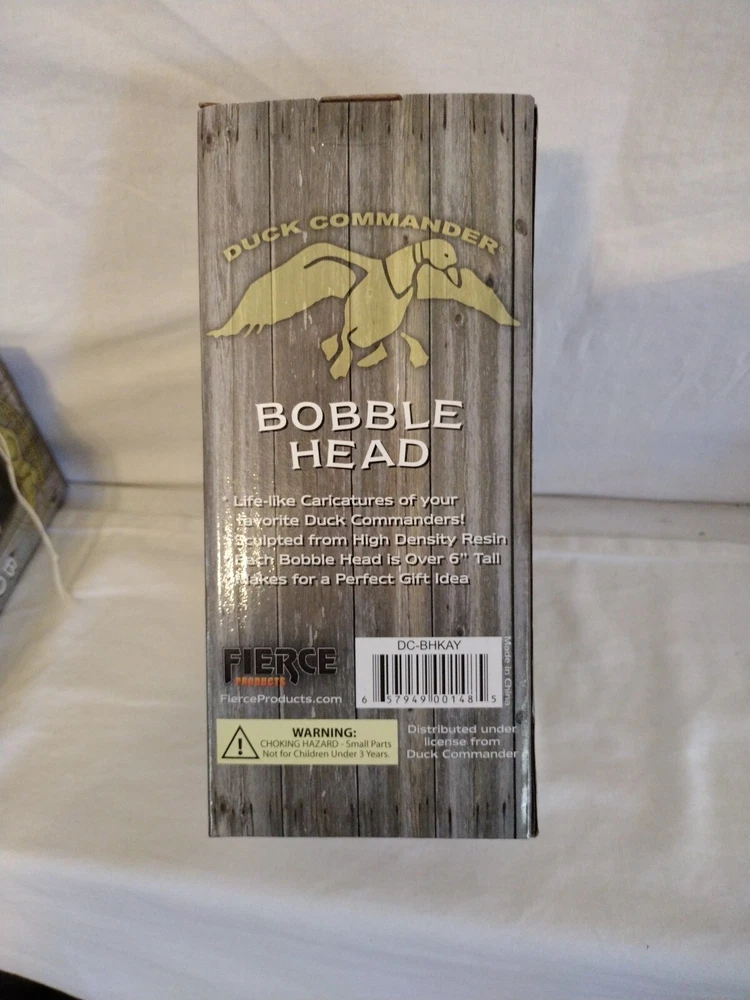 DUCK COMMANDER
BOBBLE
HEAD
* Life-like Caricatures of your
favorite Duck Commanders!
Sculpted from High Density Resin
Each Bobble Head is Over 6" Tall
Makes for a Perfect Gift Idea
FIERCE
PRODUCTS
FierceProducts.com
DC-BHKAY
6 57949 00148 5
Made in China
WARNING:
CHOKING HAZARD - Small Parts
Not for Children Under 3 Years.
Distributed under
license from
Duck Commander